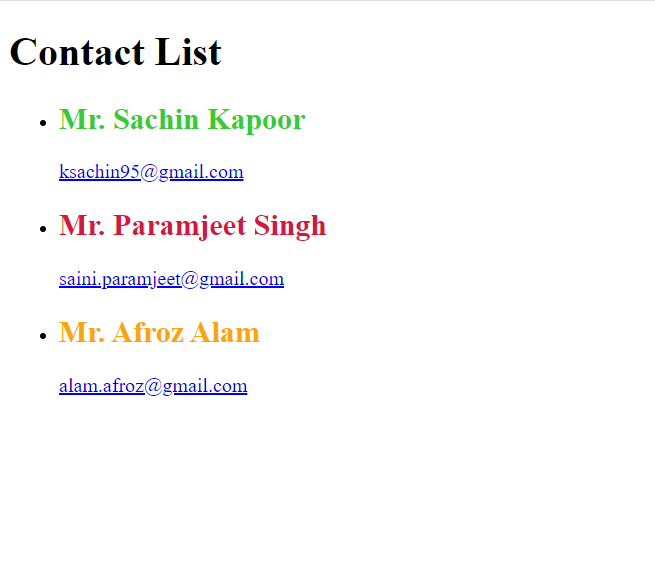 Contact List
Mr. Sachin Kapoor
ksachin95@gmail.com
Mr. Paramjeet Singh
saini.paramjeet@gmail.com
Mr. Afroz Alam
alam.afroz@gmail.com